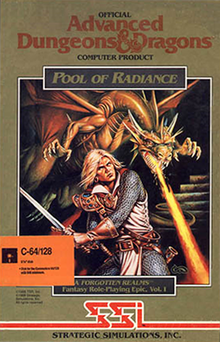 OFFICIAL
Advanced
Dungeons & Dragons
COMPUTER PRODUCT
POOL OF RADIANCE
C-64/128
A FORGOTTEN REALMS
Fantasy Role-Playing Epic, Vol. I
SSI
STRATEGIC SIMULATIONS, INC.